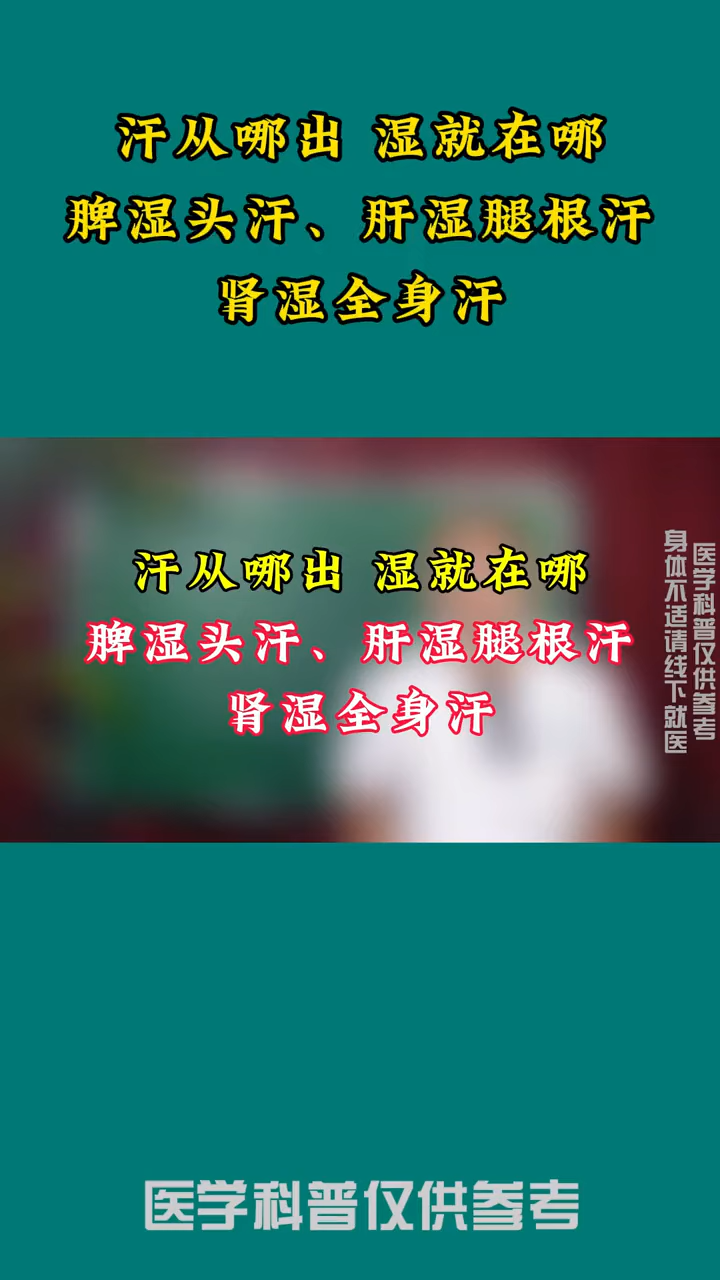 汗从哪出 湿就在哪
脾湿头汗、肝湿腿根汗
肾湿全身汗
汗从哪出 湿就在哪
脾湿头汗、肝湿腿根汗
肾湿全身汗
医学科普仅供参考
身体不适请线下就医
医学科普仅供参考